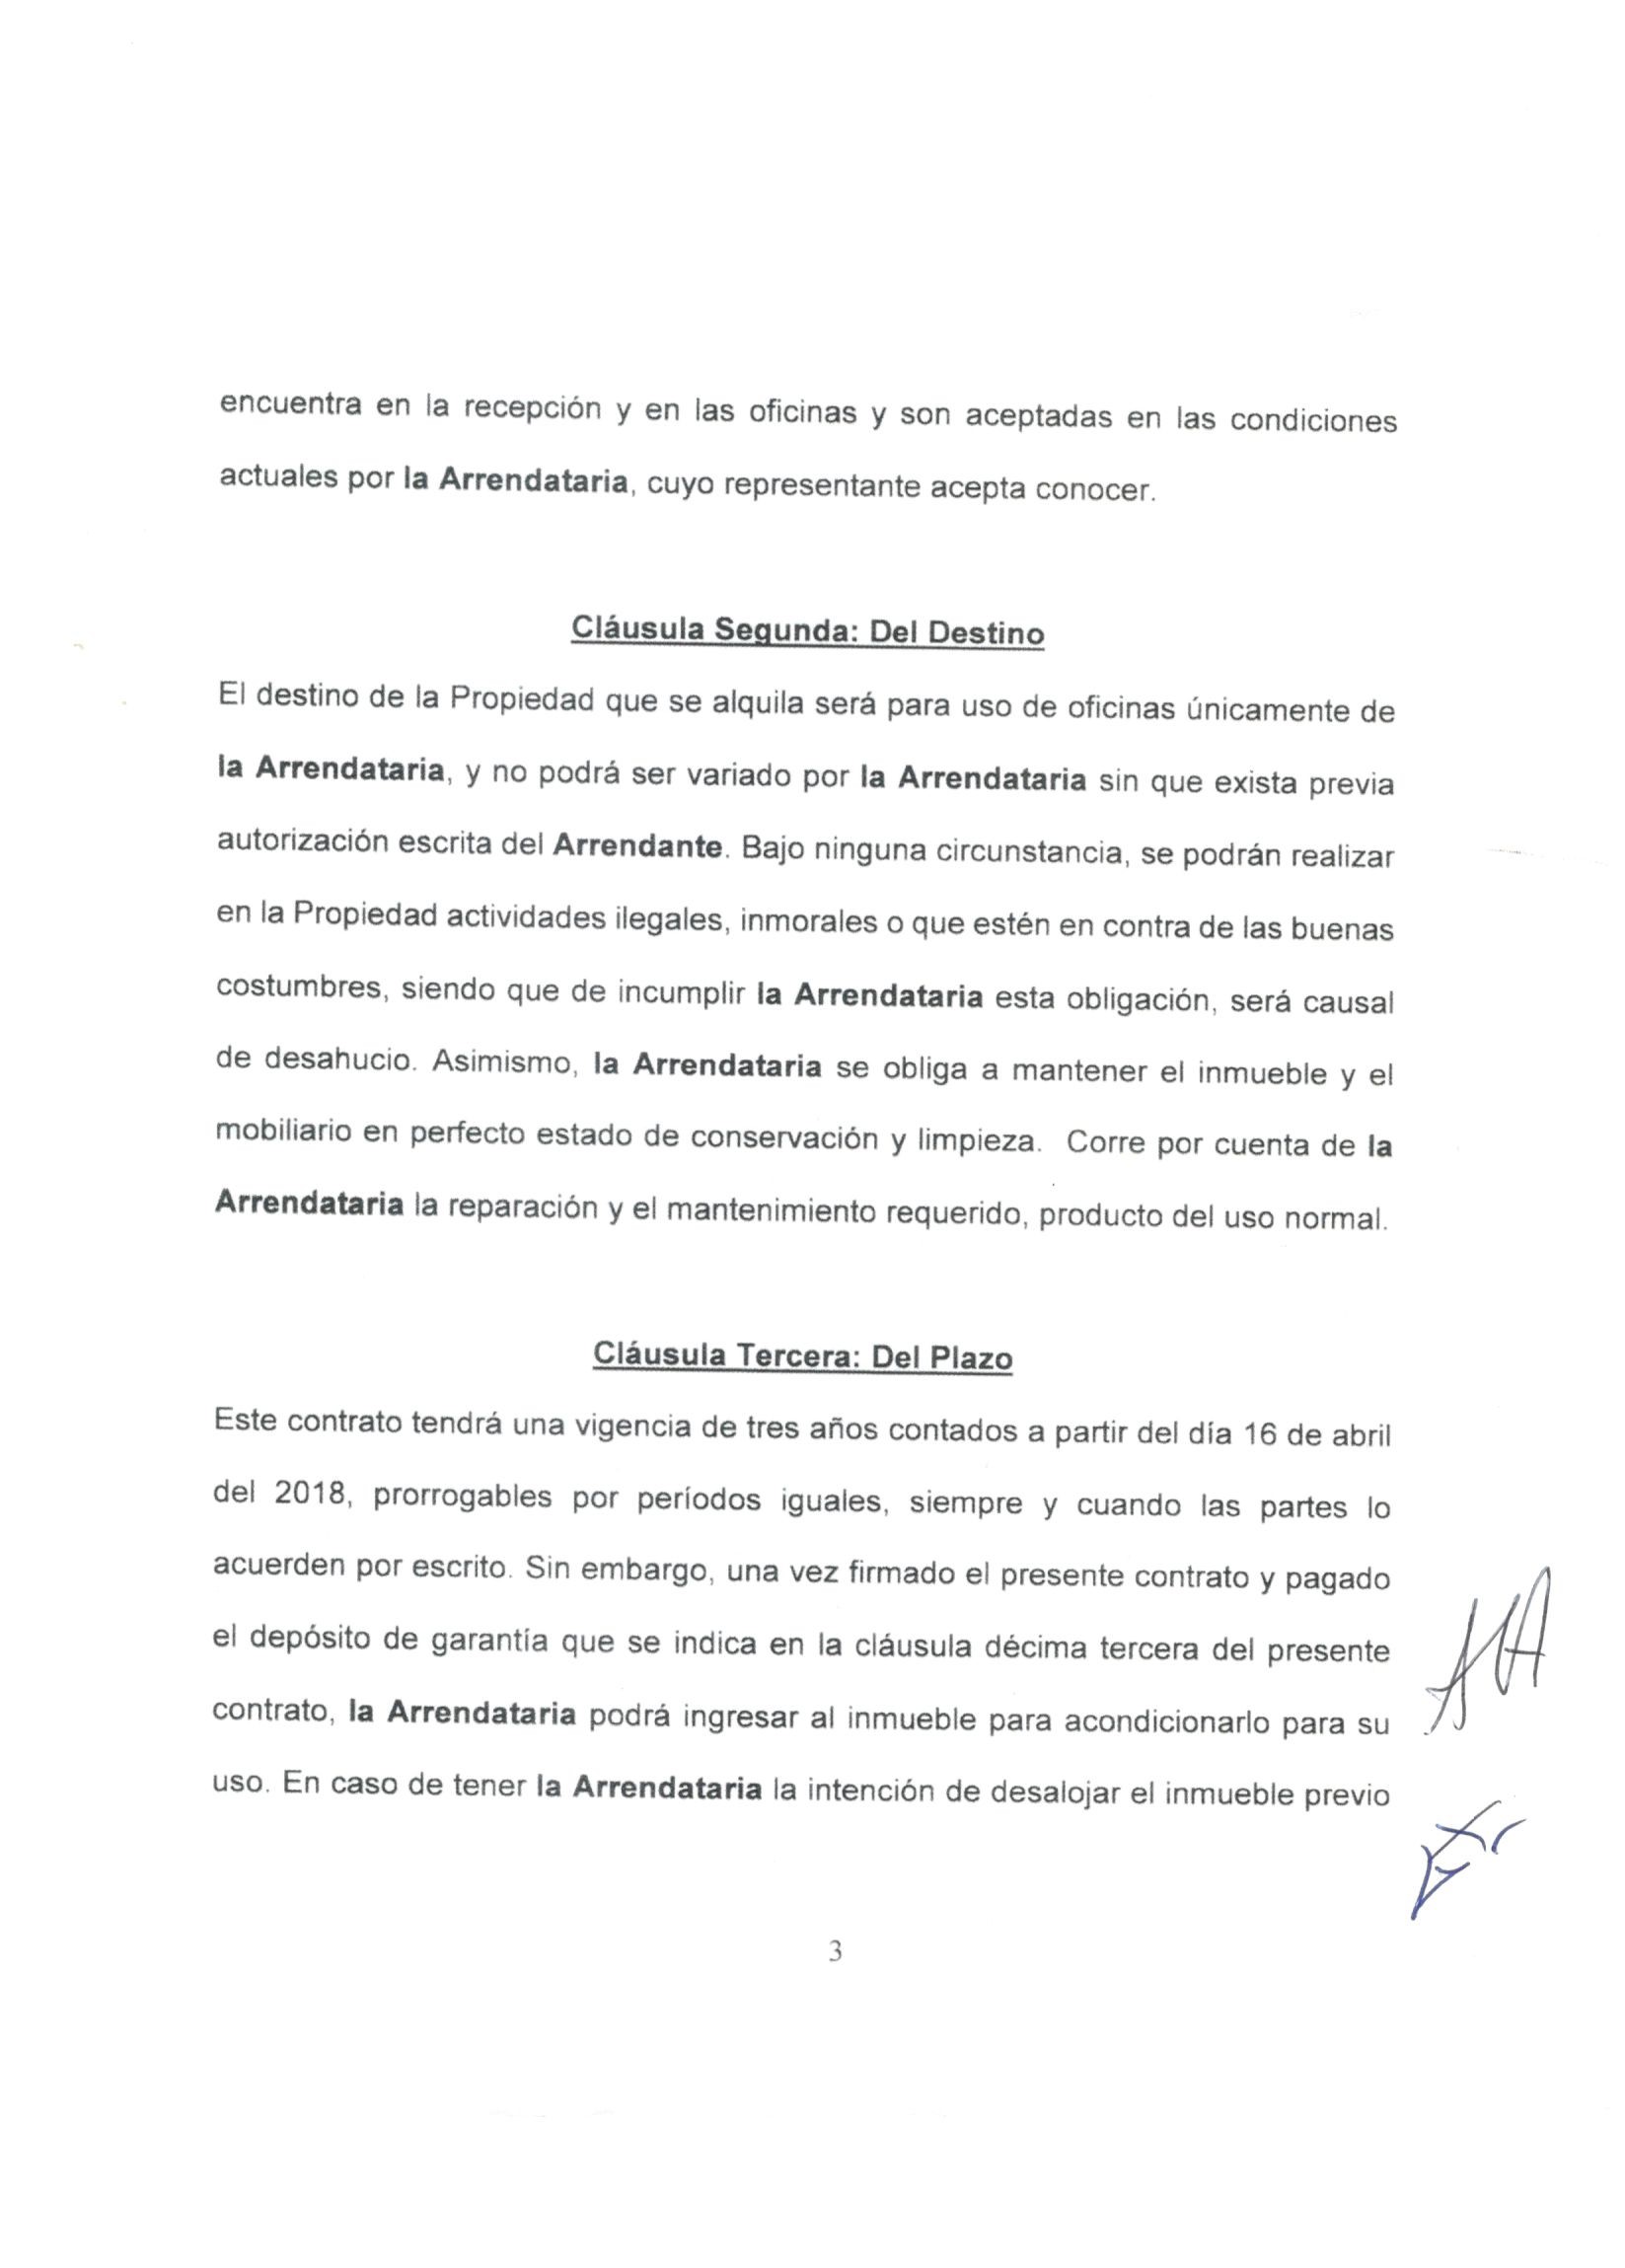 encuentra en la recepción y en las oficinas y son aceptadas en las condiciones
actuales por la Arrendataria, cuyo representante acepta conocer.
Cláusula Segunda: Del Destino
El destino de la Propiedad que se alquila será para uso de oficinas únicamente de
la Arrendataria, y no podrá ser variado por la Arrendataria sin que exista previa
autorización escrita del Arrendante. Bajo ninguna circunstancia, se podrán realizar
en la Propiedad actividades ilegales, inmorales o que estén en contra de las buenas
costumbres, siendo que de incumplir la Arrendataria esta obligación, será causal
de desahucio. Asimismo, la Arrendataria se obliga a mantener el inmueble y el
mobiliario en perfecto estado de conservación y limpieza. Corre por cuenta de la
Arrendataria la reparación y el mantenimiento requerido, producto del uso normal.
Cláusula Tercera: Del Plazo
Este contrato tendrá una vigencia de tres años contados a partir del día 16 de abril
del 2018, prorrogables por períodos iguales, siempre y cuando las partes lo
acuerden por escrito. Sin embargo, una vez firmado el presente contrato y pagado
el depósito de garantía que se indica en la cláusula décima tercera del presente
contrato, la Arrendataria podrá ingresar al inmueble para acondicionarlo para su
uso. En caso de tener la Arrendataria la intención de desalojar el inmueble previo
3